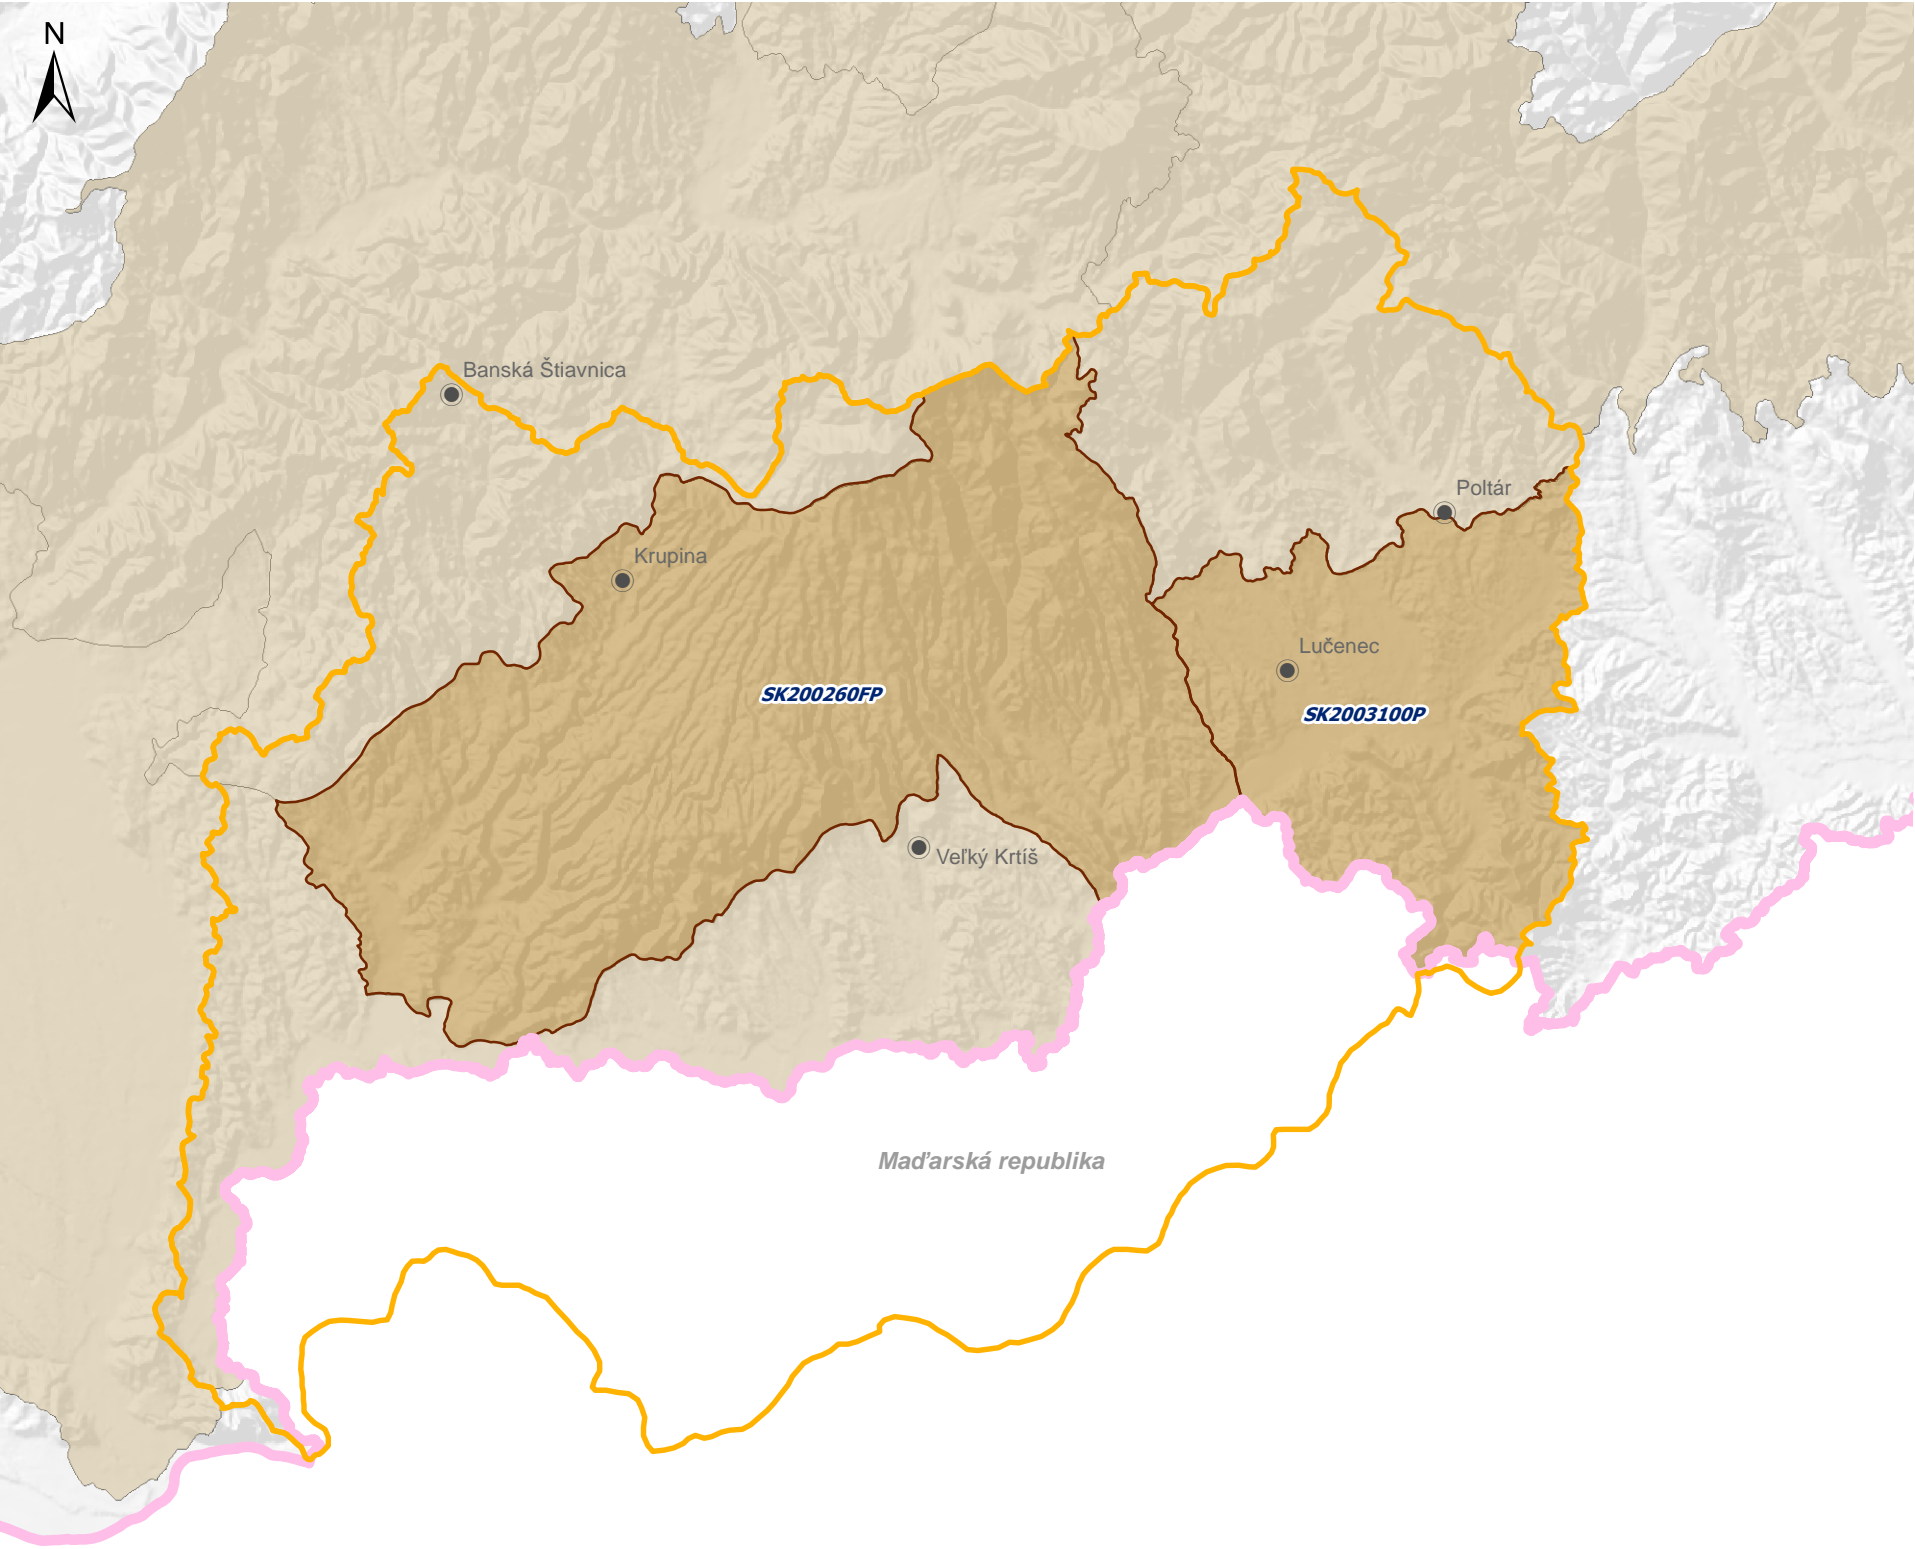 N
Banská Štiavnica
Poltár
Krupina
Lučenec
SK200260FP
SK2003100P
Veľký Krtíš
Maďarská republika